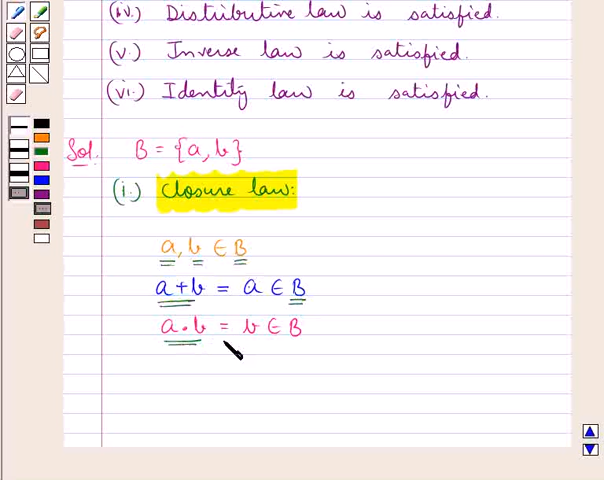 (iv.) Distributive law is satisfied.
(v.) Inverse law is satisfied.
(vi.) Identity law is satisfied.
Sol. B = {a, b}
(i.) Closure law:
a, b ∈ B
a + b = a ∈ B
a • b = b ∈ B